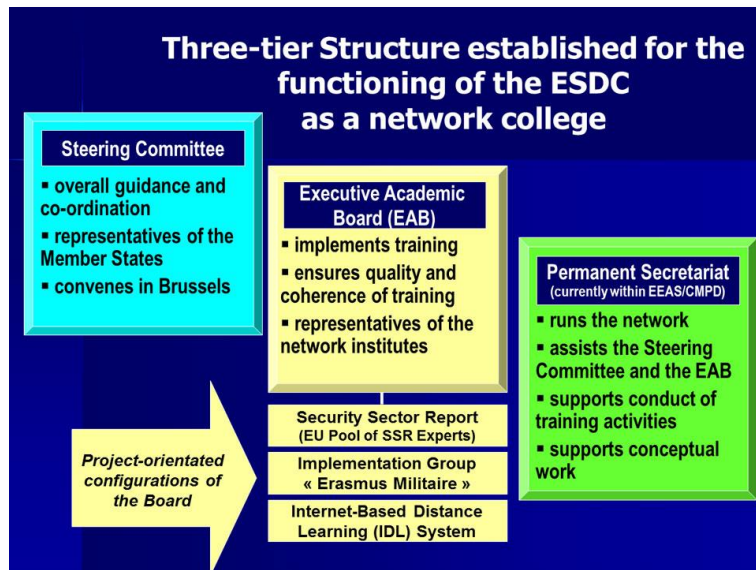 Three-tier Structure established for the
functioning of the ESDC
as a network college
Steering Committee
▪ overall guidance and
co-ordination
▪ representatives of the
Member States
▪ convenes in Brussels
Executive Academic
Board (EAB)
▪ implements training
▪ ensures quality and
coherence of training
▪ representatives of the
network institutes
Permanent Secretariat
(currently within EEAS/CMPD)
▪ runs the network
▪ assists the Steering
Committee and the EAB
▪ supports conduct of
training activities
▪ supports conceptual
work
Project-orientated
configurations of
the Board
Security Sector Report
(EU Pool of SSR Experts)
Implementation Group
« Erasmus Militaire »
Internet-Based Distance
Learning (IDL) System